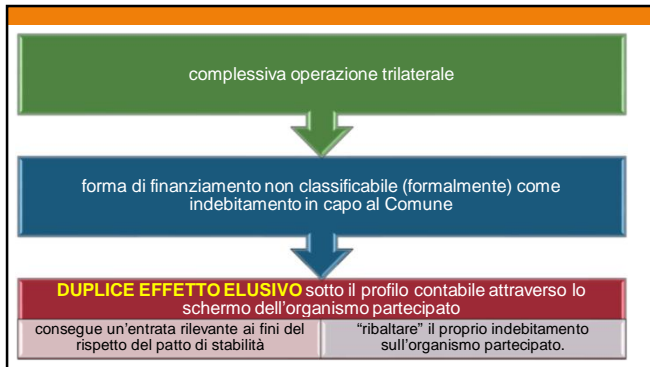 complessiva operazione trilaterale
forma di finanziamento non classificabile (formalmente) come
indebitamento in capo al Comune
DUPLICE EFFETTO ELUSIVO sotto il profilo contabile attraverso lo
schermo dell’organismo partecipato
consegue un’entrata rilevante ai fini del
rispetto del patto di stabilità
“ribaltare” il proprio indebitamento
sull’organismo partecipato.